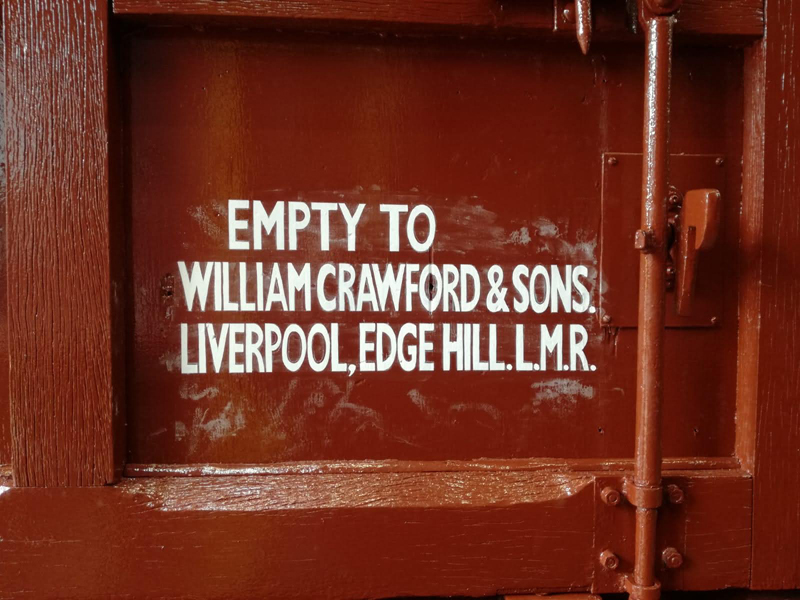 EMPTY TO
WILLIAM CRAWFORD & SONS.
LIVERPOOL, EDGE HILL. L.M.R.